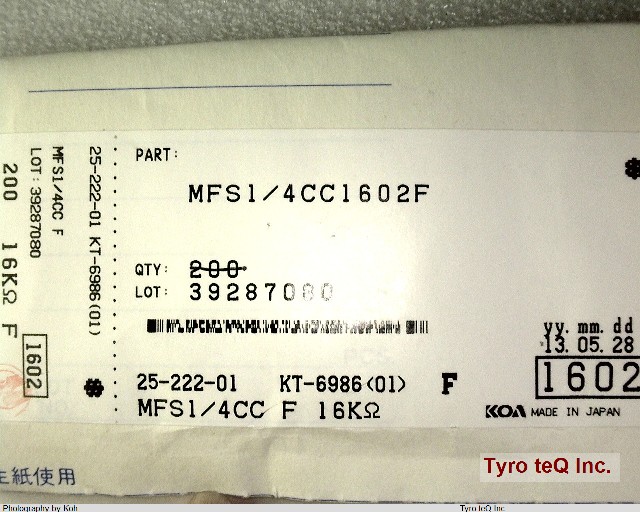 PART:
MFS1/4CC1602F
QTY: 200
LOT: 39287080
yy. mm. dd
13. 05. 28
25-222-01 KT-6986(01) F
1602
MFS1/4CC F 16KΩ
KOA MADE IN JAPAN
25-222-01 KT-6986(01)
MFS1/4CC F
LOT: 39287080
200 16KΩ F
1602
紙使用
Tyro teQ Inc.
Photography by Koh
Tyro teQ Inc